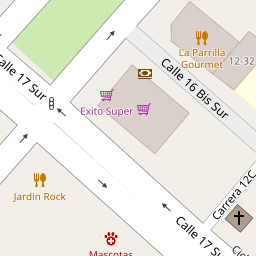 La Parrilla
Gourmet
12-32
Calle 16 Bis Sur
Calle 17 Sur
Exito Super
Carrera 12C
Jardin Rock
Calle 17 Su
Mascotas